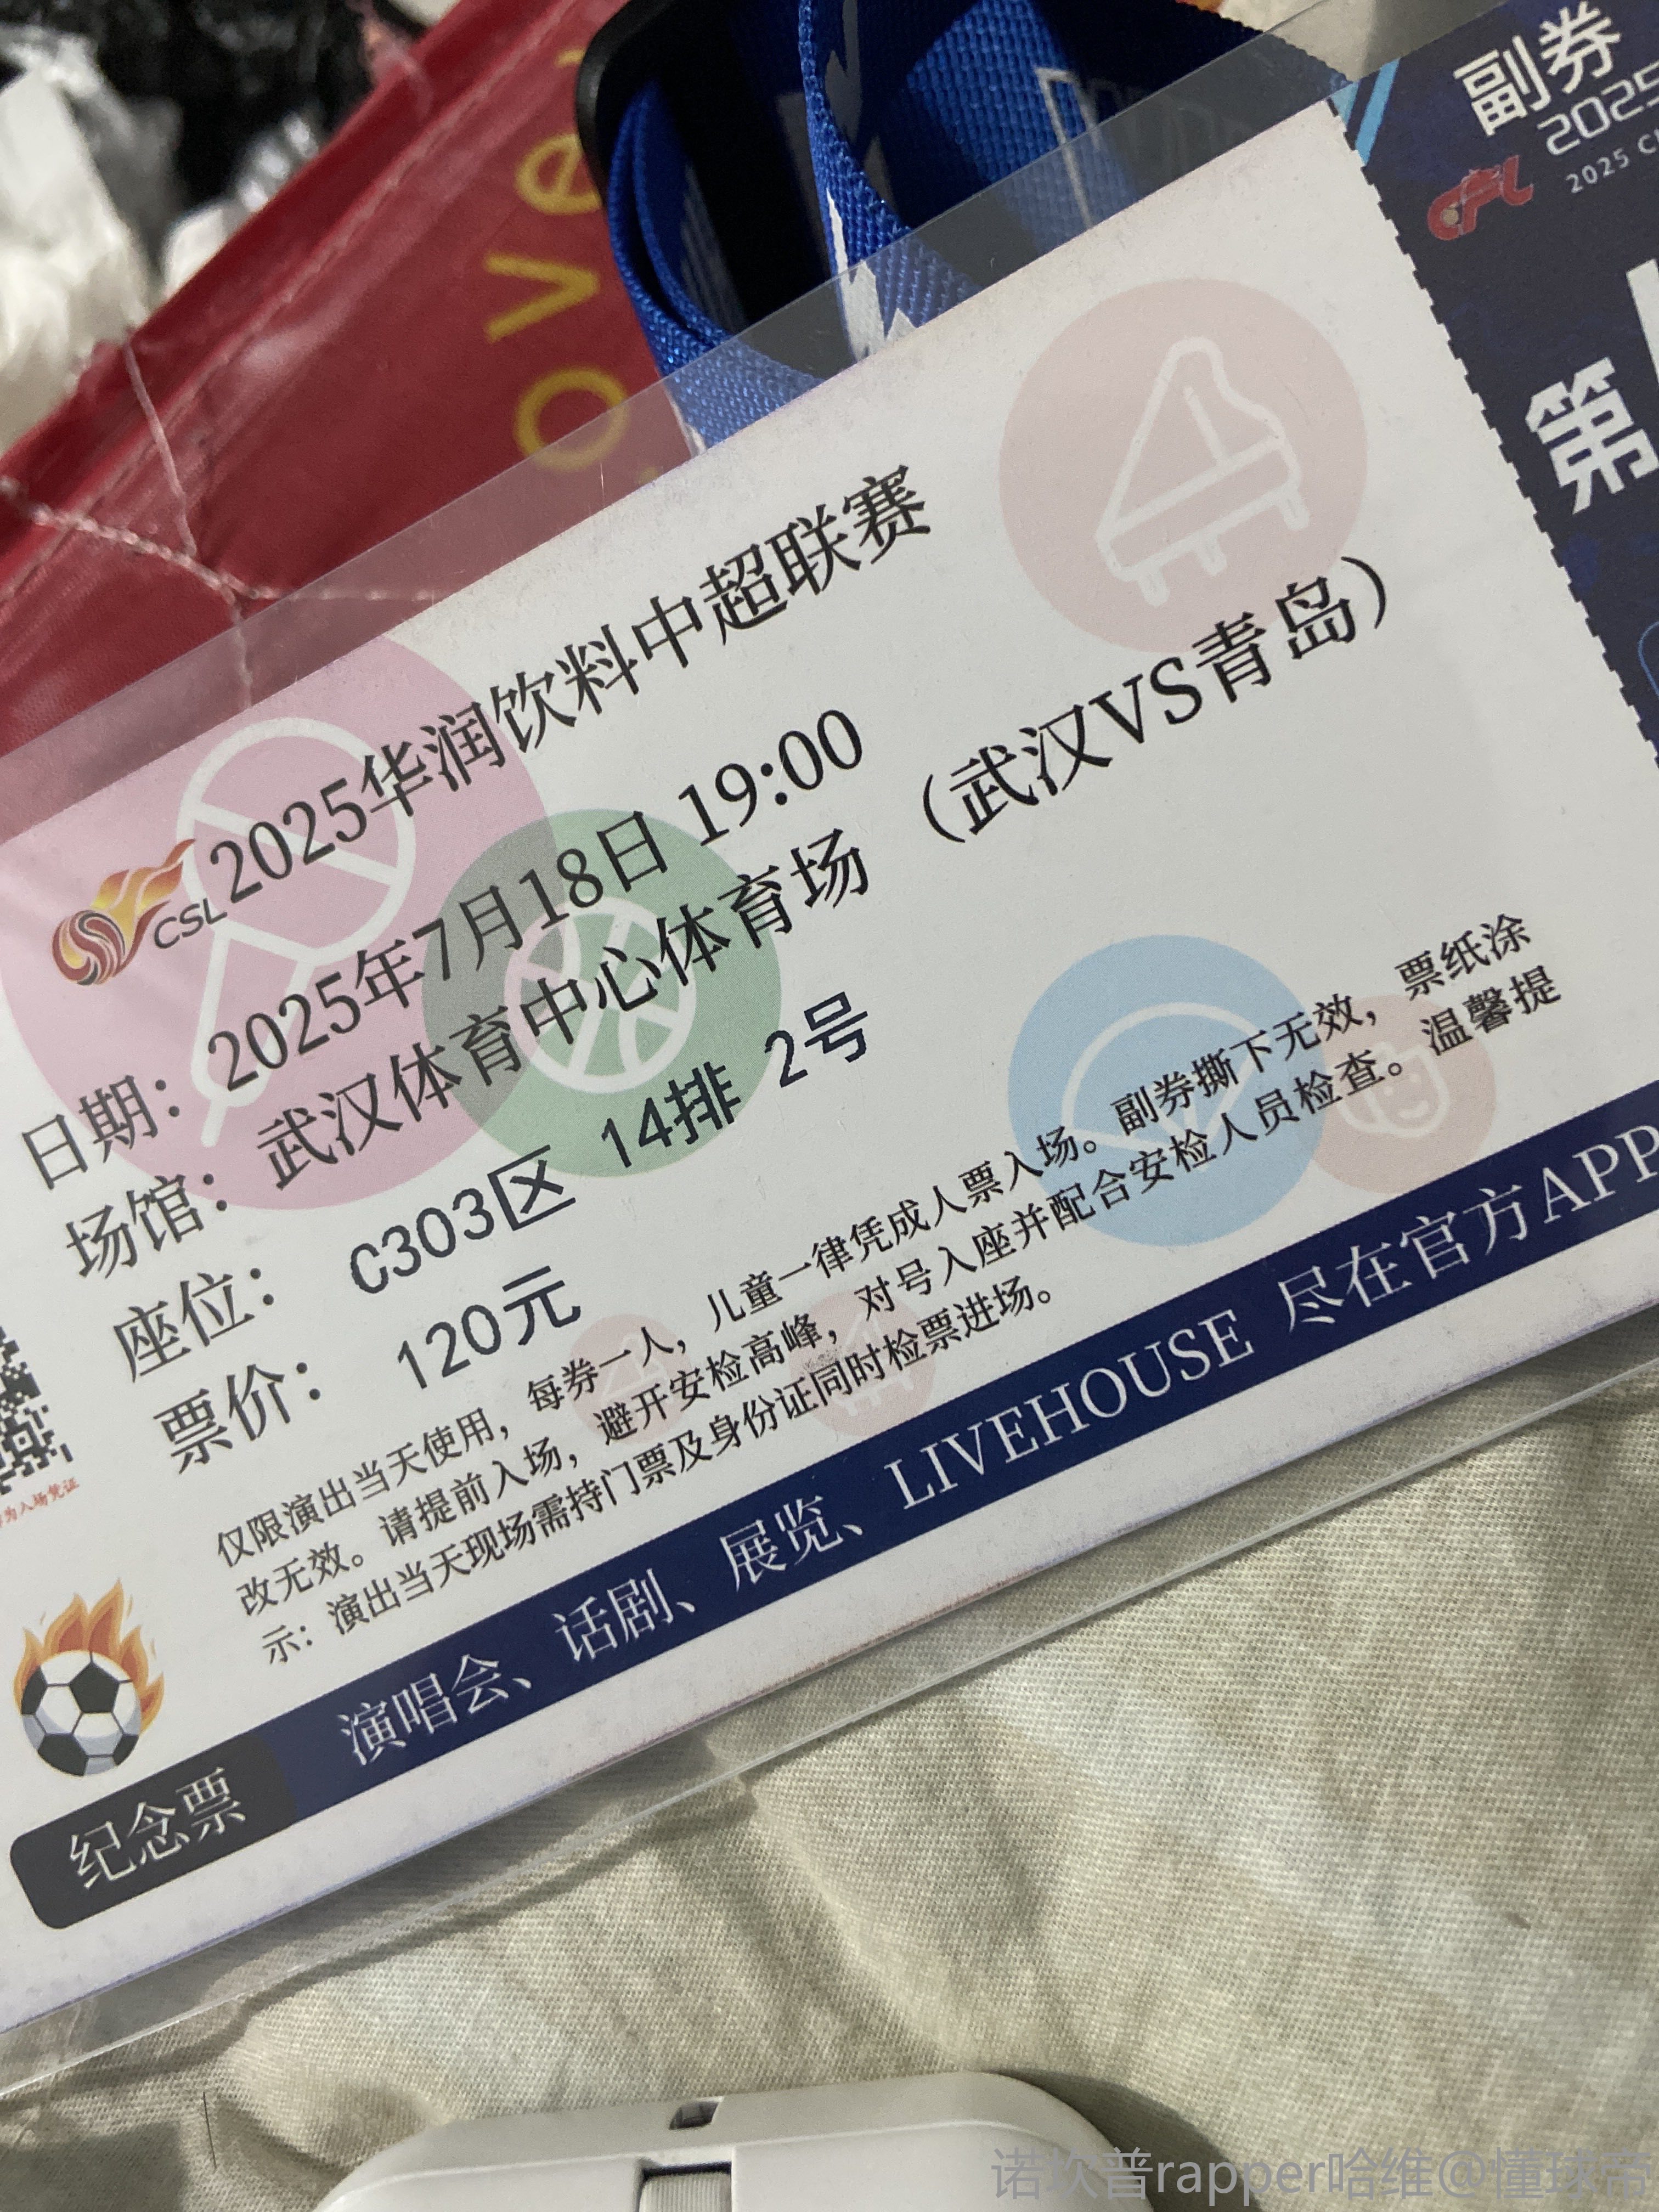 over
副券
2025
2025 C
CFL
第
CSL
2025华润饮料中超联赛
日期：2025年7月18日 19:00
场馆：武汉体育中心体育场（武汉VS青岛）
座位：C303区 14排 2号
票价：120元
为入场凭证
仅限演出当天使用，每券一人，儿童一律凭成人票入场。副券撕下无效，票纸涂
改无效。请提前入场，避开安检高峰，对号入座并配合安检人员检查。温馨提
示：演出当天现场需持门票及身份证同时检票进场。
纪念票
演唱会、话剧、展览、LIVEHOUSE 尽在官方APP
诺坎普rapper哈维@懂球帝